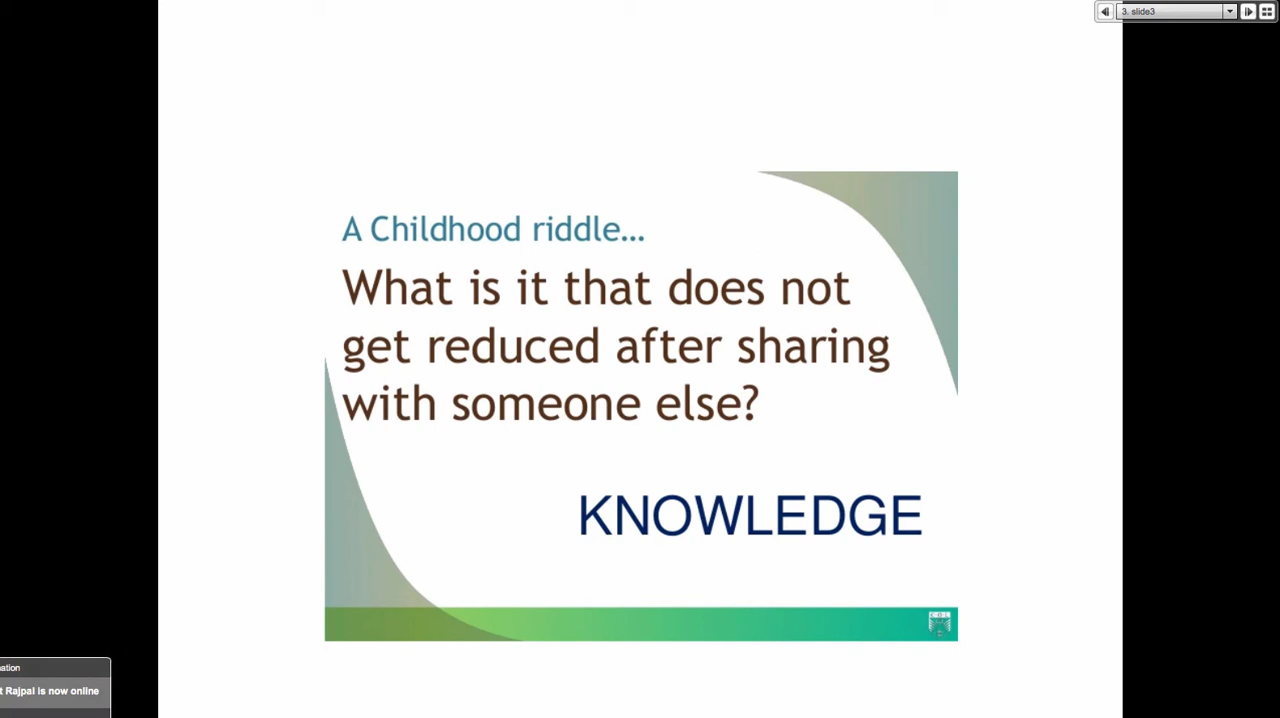 3. slide3
A Childhood riddle...
What is it that does not
get reduced after sharing
with someone else?
KNOWLEDGE
COL
Rajpal is now online